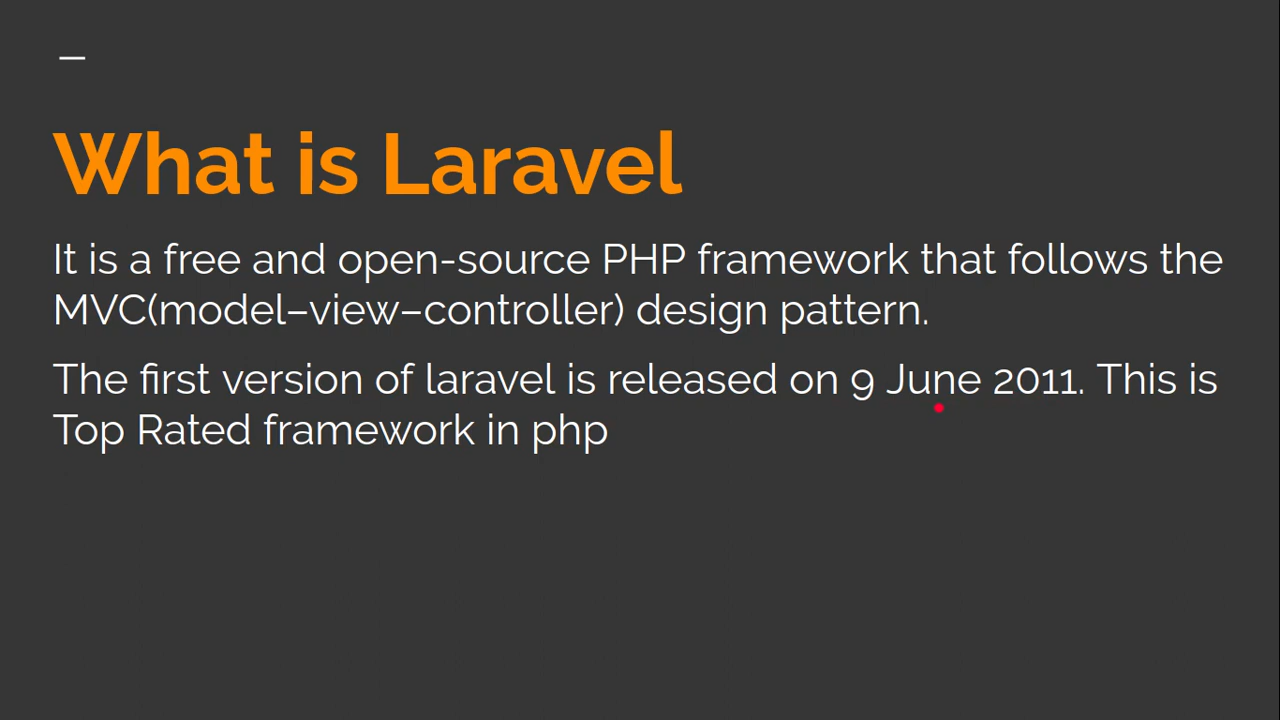 What is Laravel
It is a free and open-source PHP framework that follows the
MVC(model–view–controller) design pattern.
The first version of laravel is released on 9 June 2011. This is
Top Rated framework in php